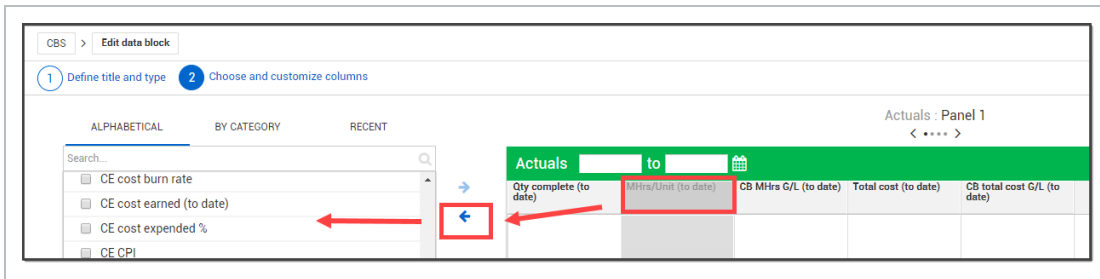 CBS > Edit data block
1 Define title and type 2 Choose and customize columns
ALPHABETICAL BY CATEGORY RECENT
Actuals : Panel 1
Search...
CE cost burn rate
CE cost earned (to date)
CE cost expended %
CE CPI
Actuals to
Qty complete (to
date)
MHrs/Unit (to date)
CB MHrs G/L (to date)
Total cost (to date)
CB total cost G/L (to
date)